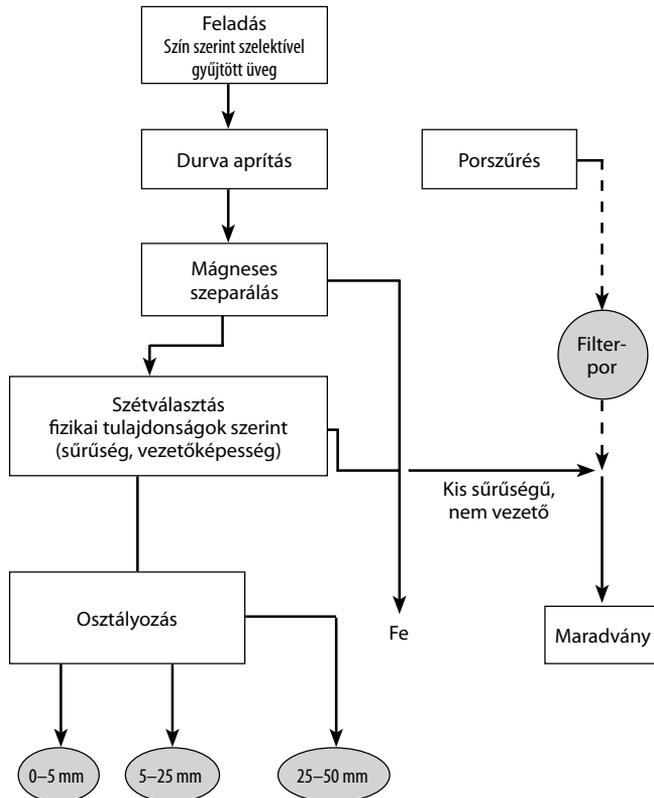 Feladás
Szín szerint szelektível
gyűjtött üveg
Durva aprítás
Porszűrés
Mágneses
szeparálás
Filter-
por
Szétválasztás
fizikai tulajdonságok szerint
(sűrűség, vezetőképesség)
Kis sűrűségű,
nem vezető
Osztályozás
Fe
Maradvány
0–5 mm
5–25 mm
25–50 mm